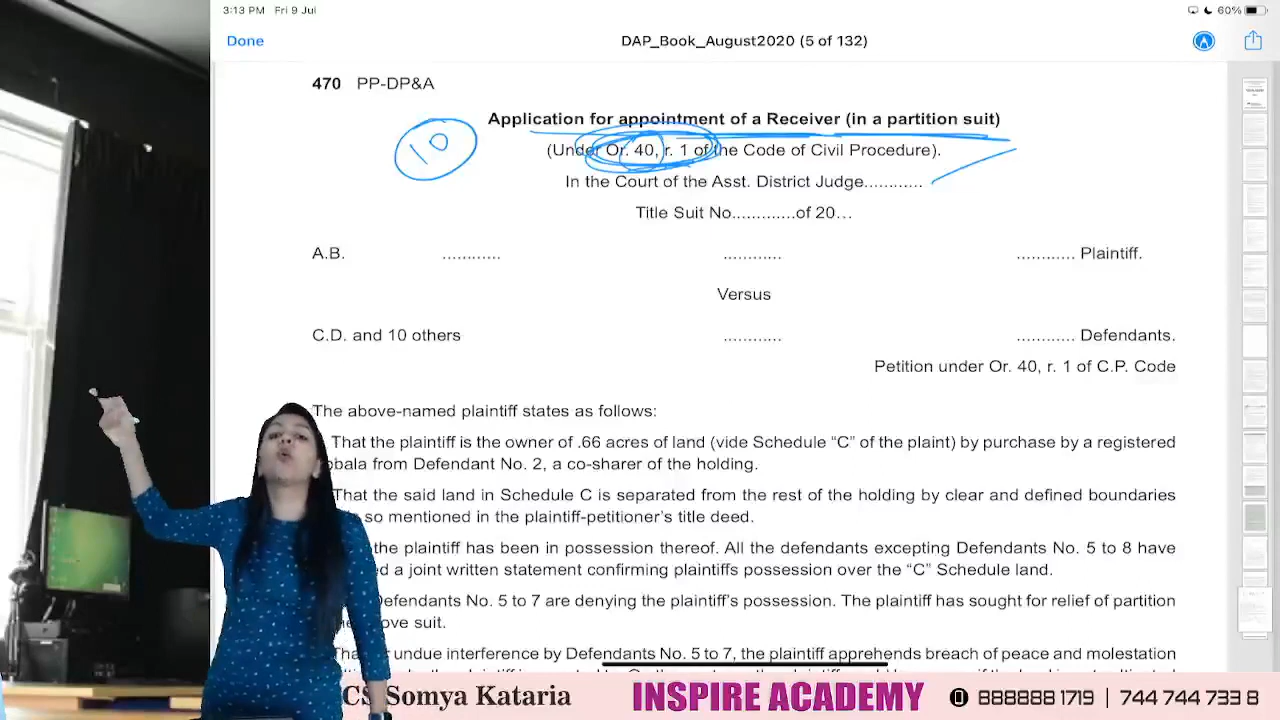 3:13 PM Fri 9 Jul
60%
Done
DAP_Book_August2020 (5 of 132)
470 PP-DP&A
Application for appointment of a Receiver (in a partition suit)
10
(Under Or. 40, r. 1 of the Code of Civil Procedure).
In the Court of the Asst. District Judge............
Title Suit No.............of 20...
A.B. ............ ............ ............ Plaintiff.
Versus
C.D. and 10 others ............ ............ Defendants.
Petition under Or. 40, r. 1 of C.P. Code
The above-named plaintiff states as follows:
That the plaintiff is the owner of .66 acres of land (vide Schedule “C” of the plaint) by purchase by a registered
obala from Defendant No. 2, a co-sharer of the holding.
That the said land in Schedule C is separated from the rest of the holding by clear and defined boundaries
so mentioned in the plaintiff-petitioner's title deed.
the plaintiff has been in possession thereof. All the defendants excepting Defendants No. 5 to 8 have
ed a joint written statement confirming plaintiffs possession over the “C” Schedule land.
Defendants No. 5 to 7 are denying the plaintiff's possession. The plaintiff has sought for relief of partition
ove suit.
undue interference by Defendants No. 5 to 7, the plaintiff apprehends breach of peace and molestation
CS Somya Kataria
INSPIRE ACADEMY
888888 1719 | 744 744 733 8